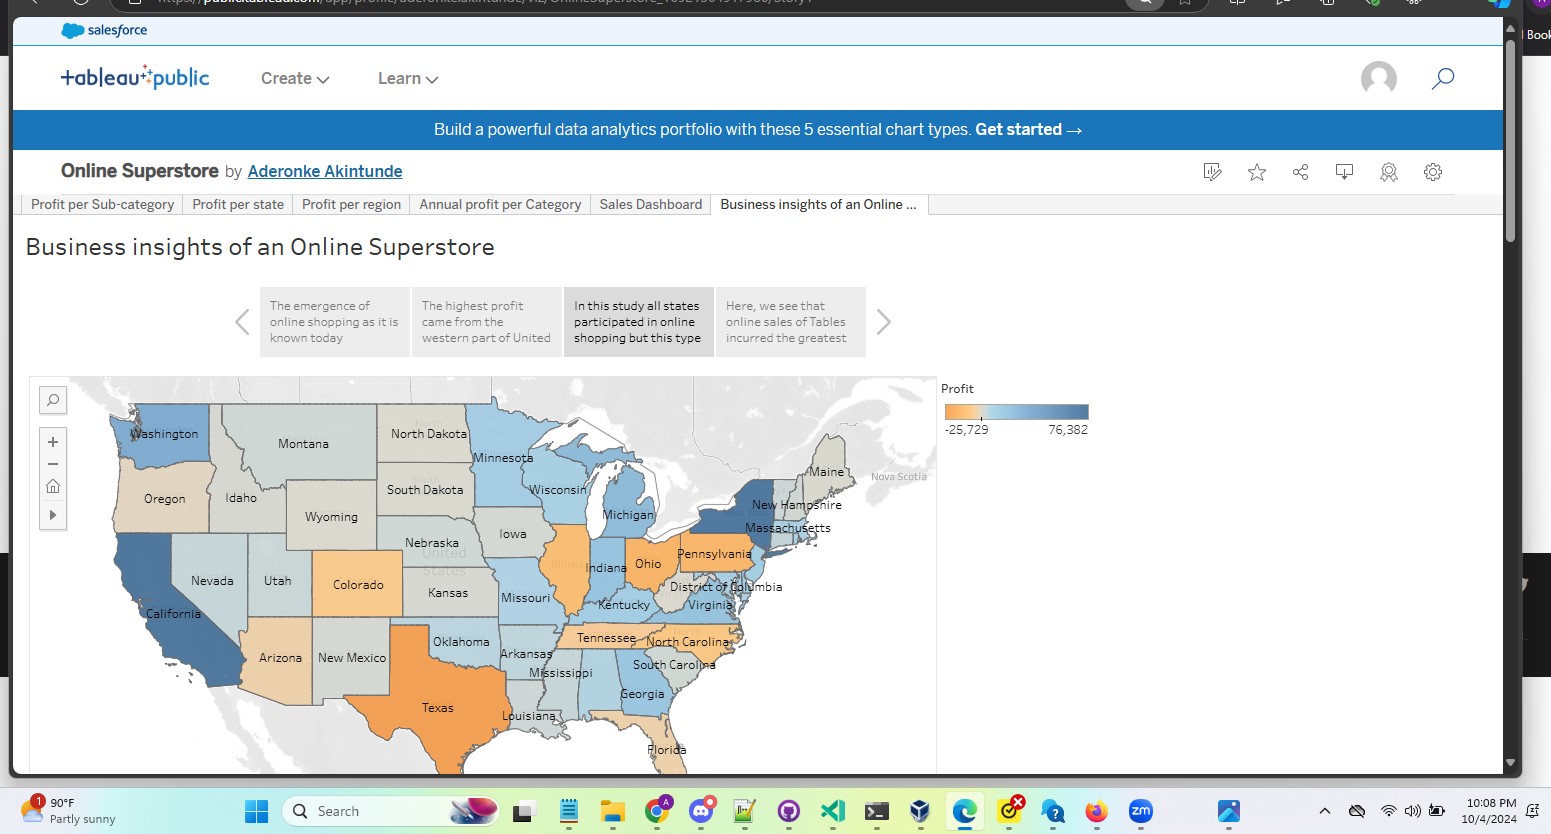 salesforce
+ableau public
Create
Learn
Build a powerful data analytics portfolio with these 5 essential chart types. Get started →
Online Superstore by Aderonke Akintunde
Profit per Sub-category
Profit per state
Profit per region
Annual profit per Category
Sales Dashboard
Business insights of an Online ...
Business insights of an Online Superstore
The emergence of
online shopping as it is
known today
The highest profit
came from the
western part of United
In this study all states
participated in online
shopping but this type
Here, we see that
online sales of Tables
incurred the greatest
Profit
-25,729
76,382
Washington
Montana
North Dakota
Minnesota
Maine
Nova Scotia
Oregon
Idaho
South Dakota
Wisconsin
New Hampshire
Wyoming
Michigan
Massachusetts
Iowa
Nebraska
United
States
Pennsylvania
Illinois
Indiana
Ohio
Nevada
Utah
Colorado
Kansas
Missouri
District of Columbia
Kentucky
Virginia
California
Tennessee
North Carolina
Oklahoma
Arizona
New Mexico
Arkansas
South Carolina
Mississippi
Georgia
Texas
Louisiana
Florida
Book
1
90°F
Partly sunny
Search
A
zm
10:08 PM
10/4/2024